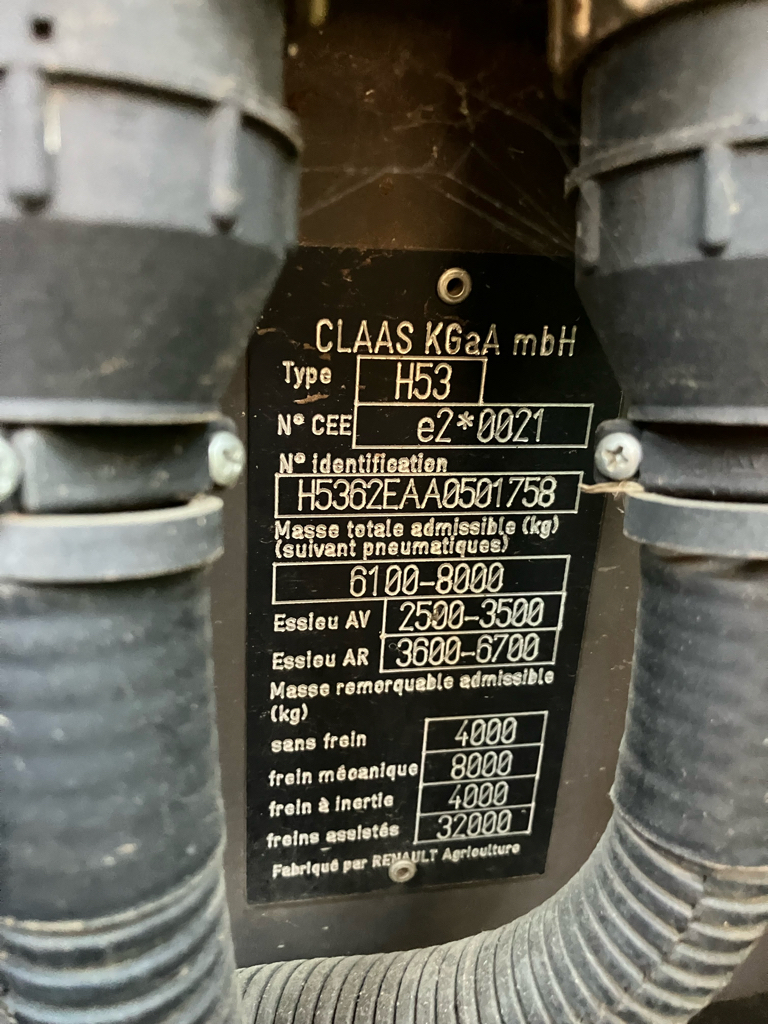 CLAAS KGaA mbH
Type H53
N° CEE e2*0021
N° identification
H5362EAA0501758
Masse totale admissible (kg)
(suivant pneumatiques)
6100-8000
Essieu AV 2500-3500
Essieu AR 3600-6700
Masse remorquable admissible
(kg)
sans frein 4000
frein mécanique 8000
frein à inertie 4000
freins assistés 32000
Fabriqué par RENAULT Agriculture